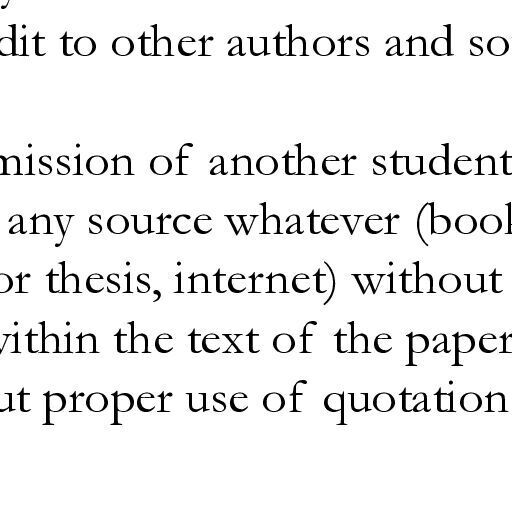 dit to other authors and so
mission of another student
any source whatever (book
or thesis, internet) without
within the text of the paper
ut proper use of quotation